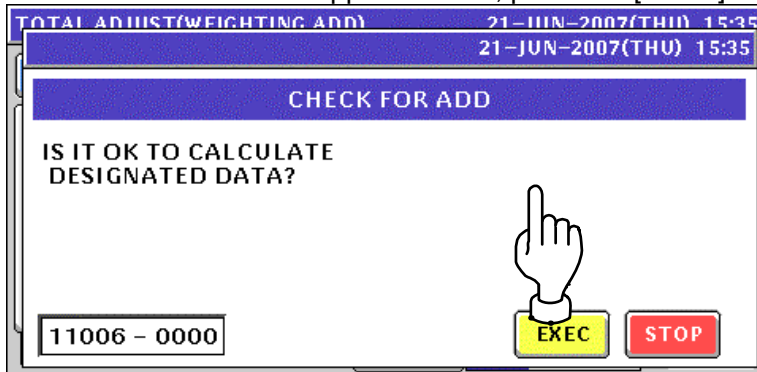 TOTAL ADJUST(WEIGHTING ADD) 21-JUN-2007(THU) 15:35
21-JUN-2007(THU) 15:35
CHECK FOR ADD
IS IT OK TO CALCULATE
DESIGNATED DATA?
11006 - 0000
EXEC STOP